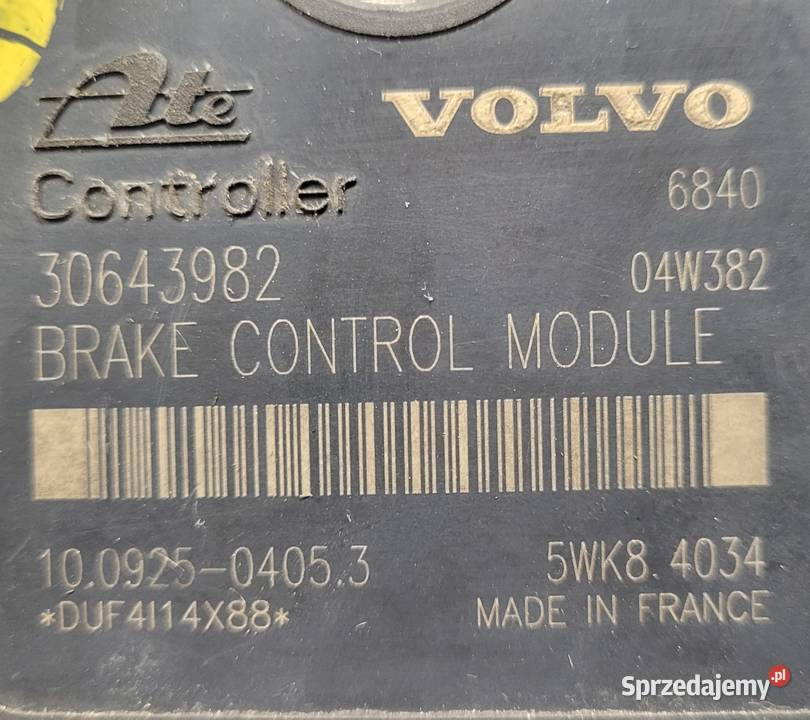 Ate VOLVO
Controller 6840
30643982 04W382
BRAKE CONTROL MODULE
10.0925-0405.3 5WK8.4034
*DUF4I14X88* MADE IN FRANCE
Sprzedajemy.pl